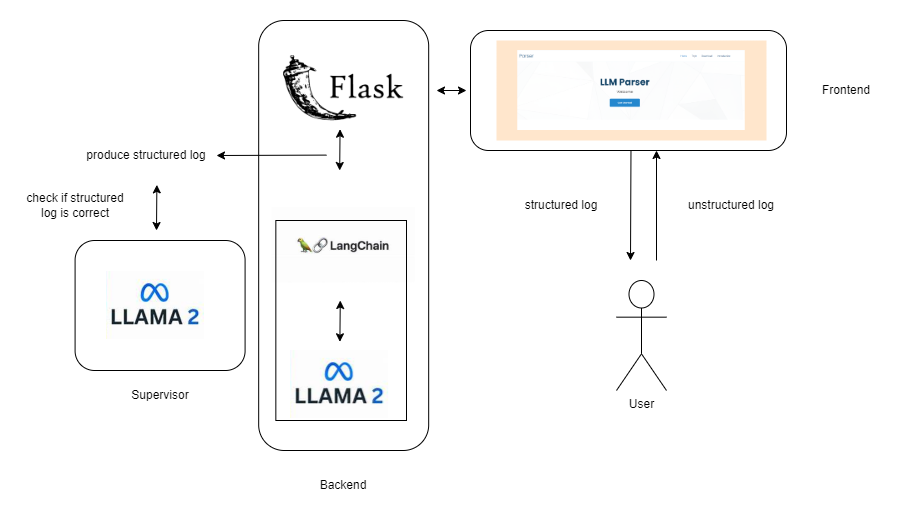 Flask
Parser
LLM Parser
Frontend
produce structured log
check if structured
log is correct
structured log
unstructured log
LangChain
LLAMA 2
LLAMA 2
Supervisor
User
Backend